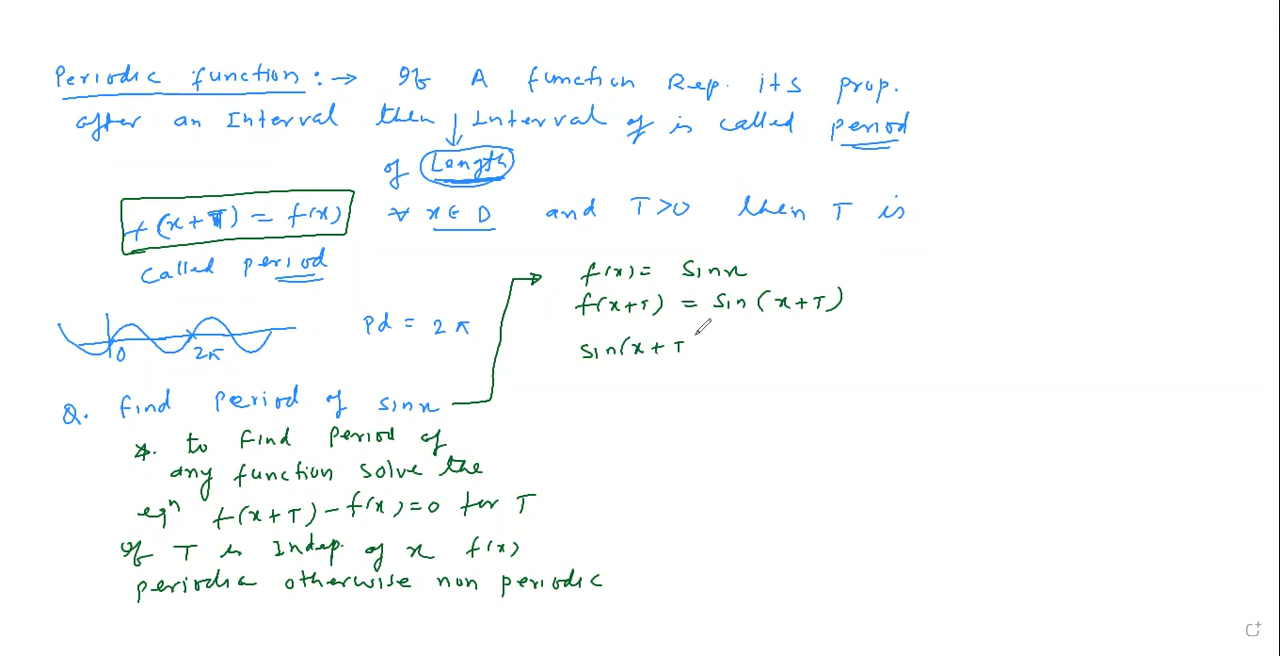 Periodic function :→ If A function Rep. its prop.
after an Interval then Interval of is called period
of Length
f(x+T) = f(x) ∀ x ∈ D and T>0 then T is
called period
f(x) = sinx
f(x+T) = sin(x+T)
sin(x+T
0 2π
Pd = 2π
Q. Find Period of sinx
*. to Find Period of
any function solve the
eqn f(x+T) - f(x) = 0 for T
If T is Indep. of x f(x)
periodic otherwise non periodic